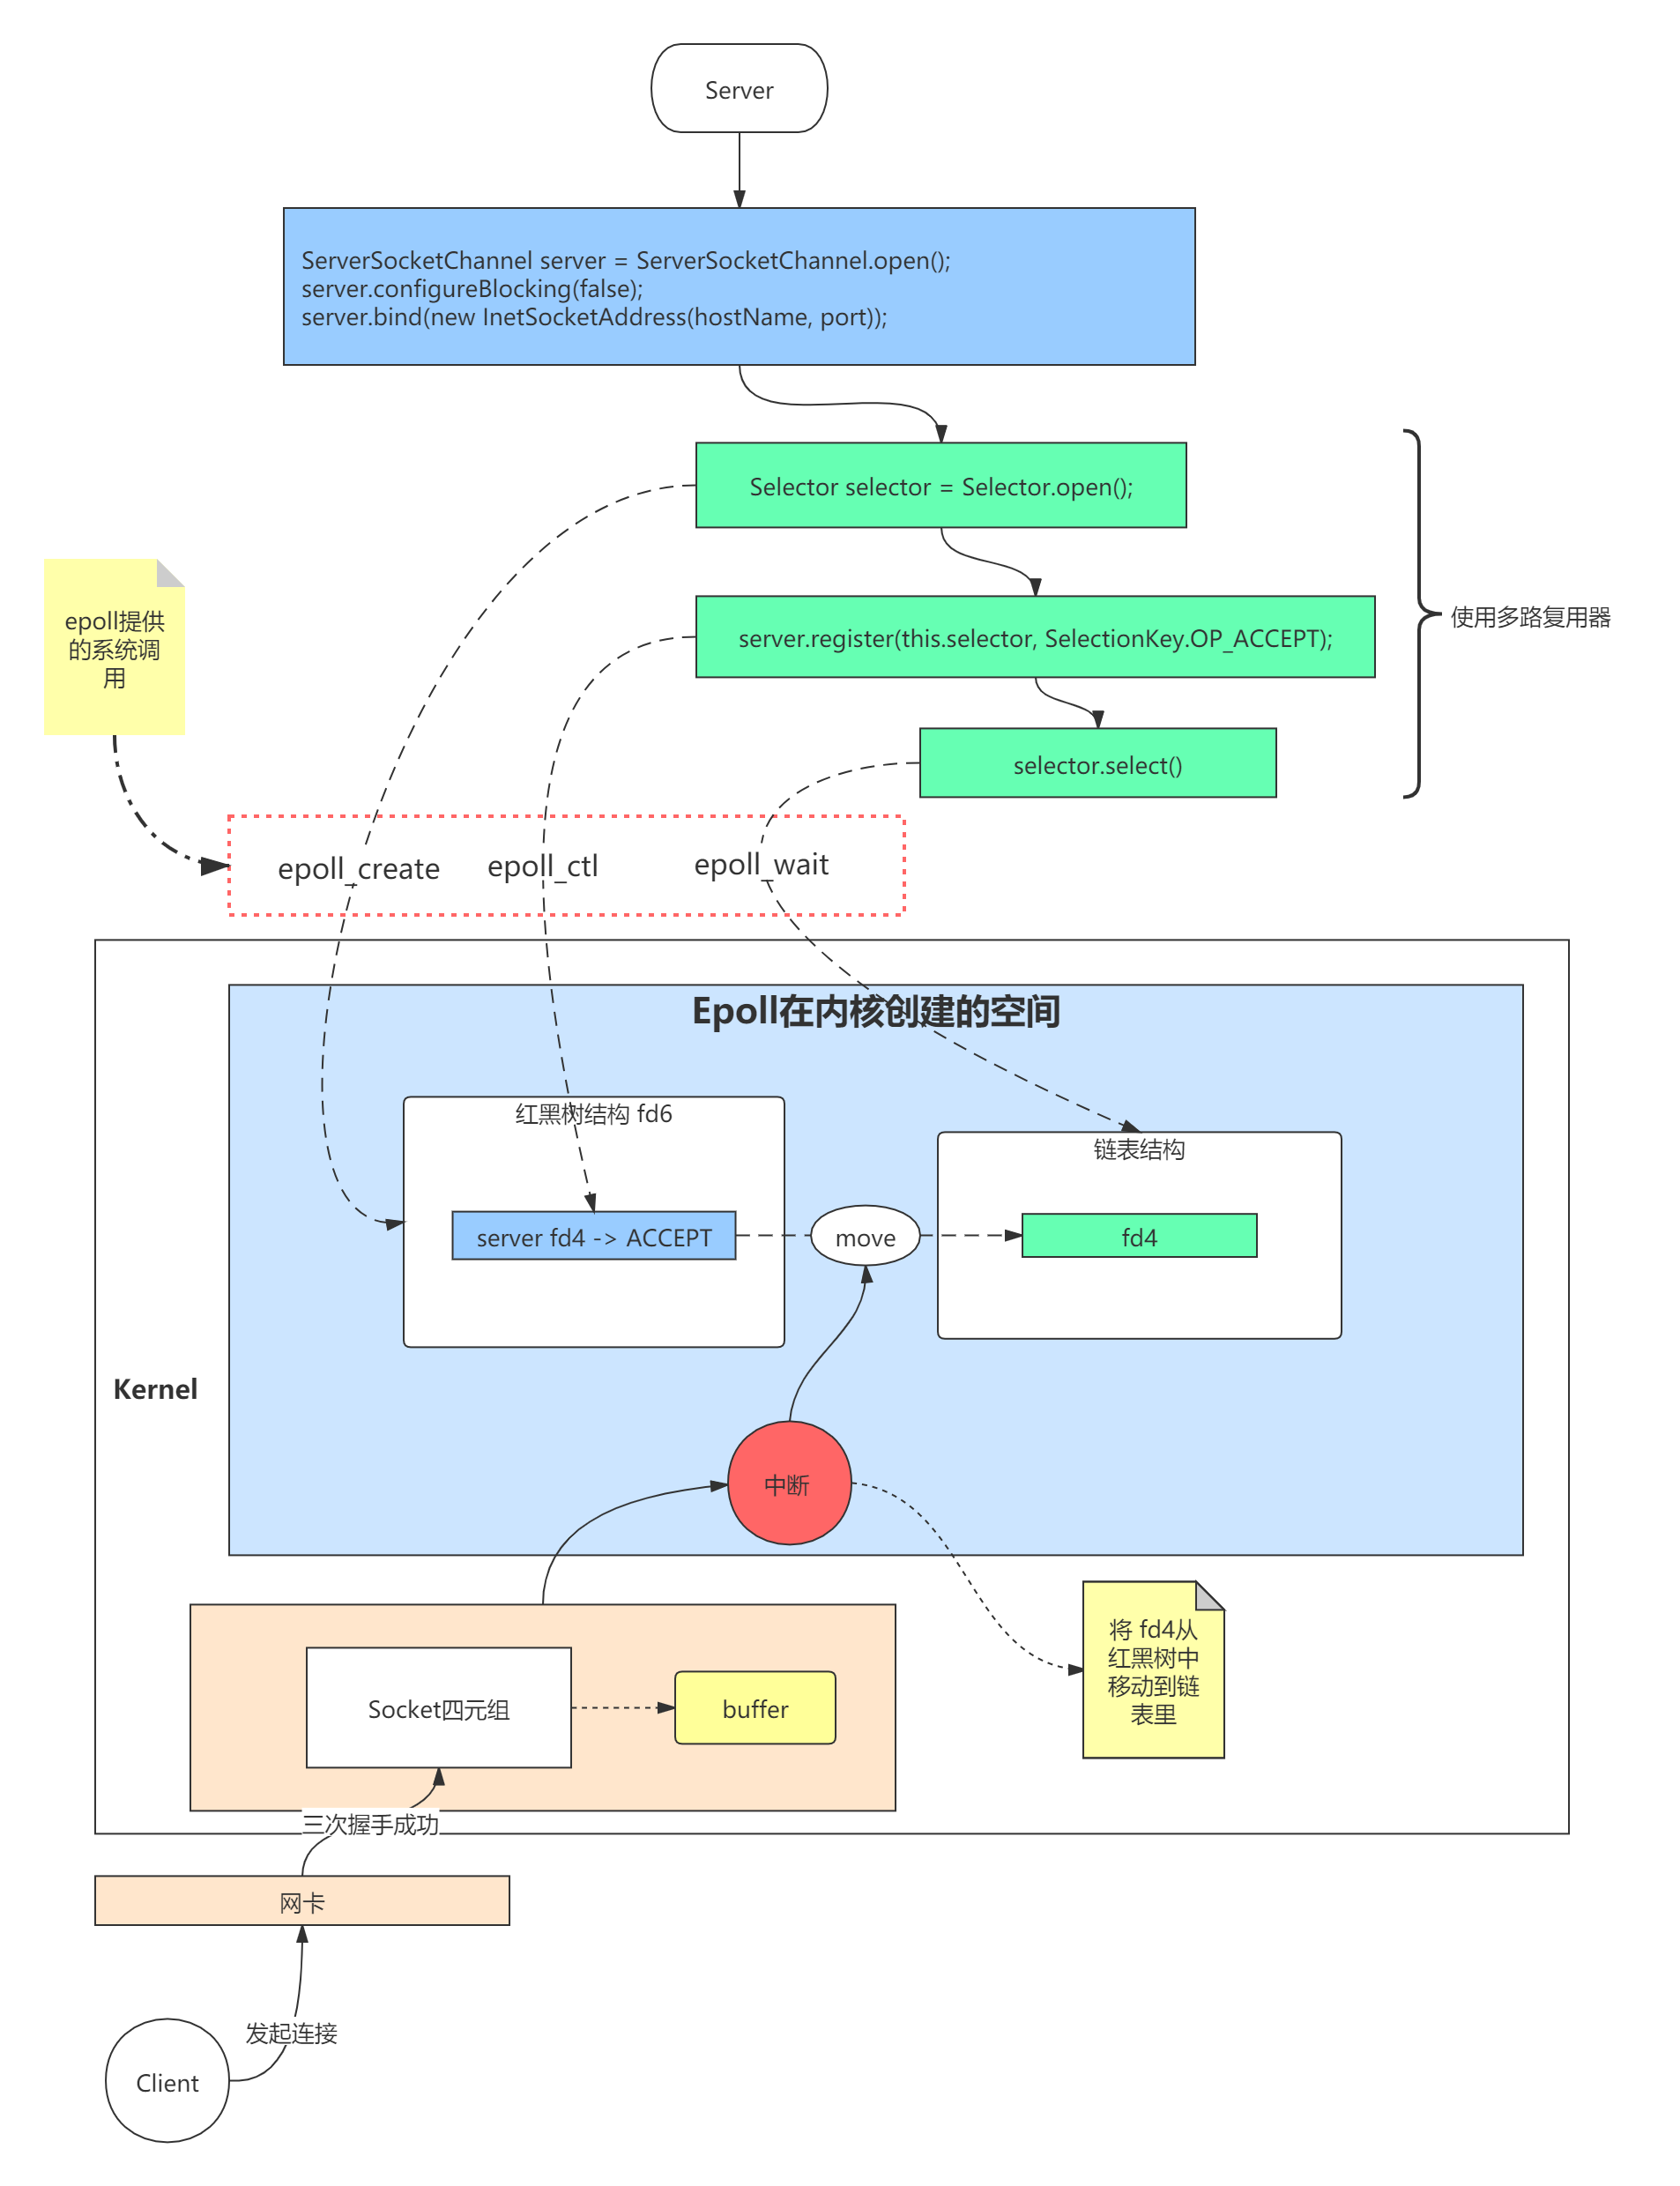 Server
ServerSocketChannel server = ServerSocketChannel.open();
server.configureBlocking(false);
server.bind(new InetSocketAddress(hostName, port));
Selector selector = Selector.open();
epoll提供
的系统调
用
server.register(this.selector, SelectionKey.OP_ACCEPT);
使用多路复用器
selector.select()
epoll_create
epoll_ctl
epoll_wait
Epoll在内核创建的空间
红黑树结构 fd6
链表结构
server fd4 -> ACCEPT
move
fd4
Kernel
中断
将 fd4从
红黑树中
移动到链
表里
Socket四元组
buffer
三次握手成功
网卡
发起连接
Client